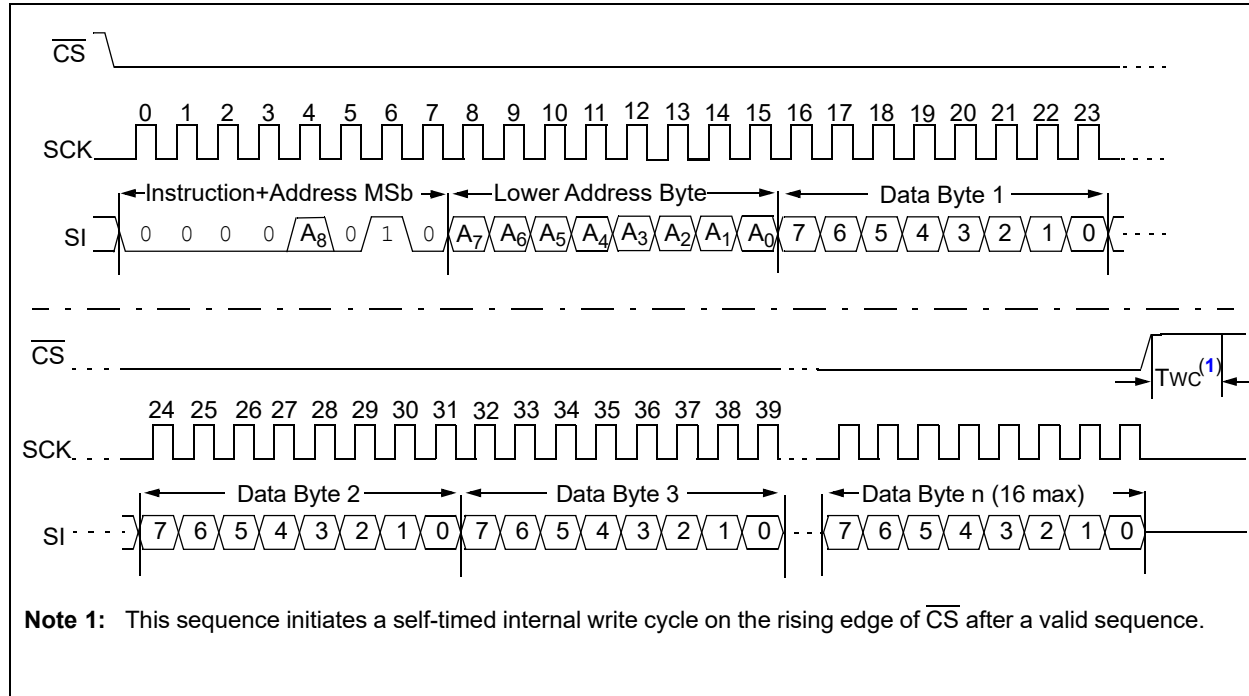 CS
0 1 2 3 4 5 6 7 8 9 10 11 12 13 14 15 16 17 18 19 20 21 22 23
SCK
Instruction+Address MSb Lower Address Byte Data Byte 1
SI 0 0 0 0 A8 0 1 0 A7 A6 A5 A4 A3 A2 A1 A0 7 6 5 4 3 2 1 0
CS
TWC(1)
24 25 26 27 28 29 30 31 32 33 34 35 36 37 38 39
SCK
Data Byte 2 Data Byte 3 Data Byte n (16 max)
SI 7 6 5 4 3 2 1 0 7 6 5 4 3 2 1 0 7 6 5 4 3 2 1 0
Note 1: This sequence initiates a self-timed internal write cycle on the rising edge of CS after a valid sequence.